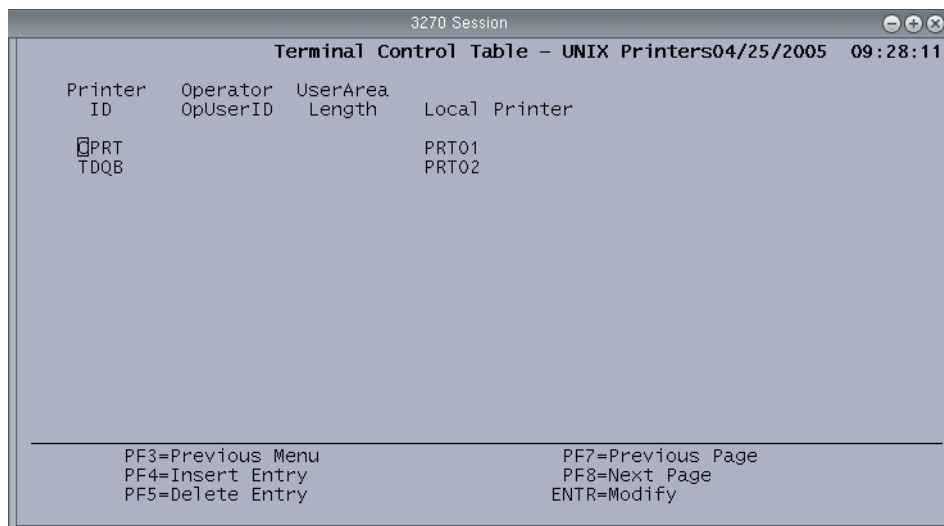 3270 Session
Terminal Control Table – UNIX Printers04/25/2005 09:28:11
Printer Operator UserArea
ID OpUserID Length Local Printer
CPRT PRT01
TDQB PRT02
PF3=Previous Menu PF7=Previous Page
PF4=Insert Entry PF8=Next Page
PF5=Delete Entry ENTR=Modify